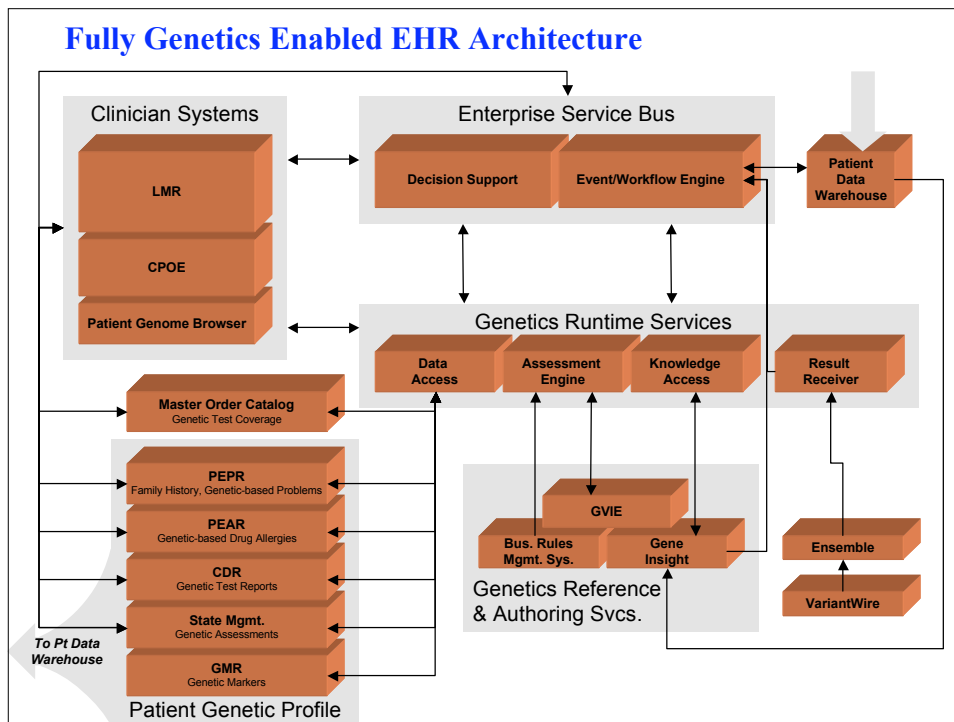 Fully Genetics Enabled EHR Architecture
Clinician Systems
LMR
CPOE
Patient Genome Browser
Enterprise Service Bus
Decision Support
Event/Workflow Engine
Patient
Data
Warehouse
Genetics Runtime Services
Data
Access
Assessment
Engine
Knowledge
Access
Result
Receiver
Master Order Catalog
Genetic Test Coverage
PEPR
Family History, Genetic-based Problems
PEAR
Genetic-based Drug Allergies
CDR
Genetic Test Reports
State Mgmt.
Genetic Assessments
GMR
Genetic Markers
Patient Genetic Profile
To Pt Data
Warehouse
GVIE
Bus. Rules
Mgmt. Sys.
Gene
Insight
Genetics Reference
& Authoring Svcs.
Ensemble
VariantWire